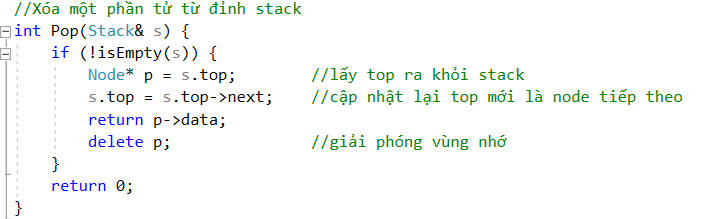 //Xóa một phần tử từ đỉnh stack
int Pop(Stack& s) {
    if (!isEmpty(s)) {
        Node* p = s.top;        //lấy top ra khỏi stack
        s.top = s.top->next;    //cập nhật lại top mới là node tiếp theo
        return p->data;
        delete p;               //giải phóng vùng nhớ
    }
    return 0;
}